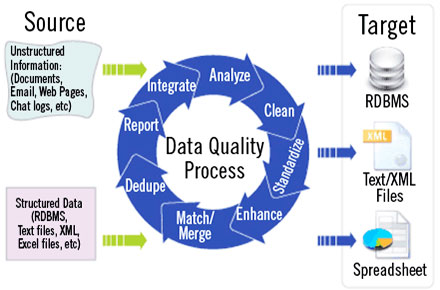 Source
Unstructured
Information:
(Documents,
Email, Web Pages,
Chat logs, etc)
Structured Data
(RDBMS,
Text files, XML,
Excel files, etc)
Data Quality
Process
Integrate
Analyze
Clean
Standardize
Enhance
Match/
Merge
Dedupe
Report
Target
RDBMS
XML
Text/XML
Files
Spreadsheet